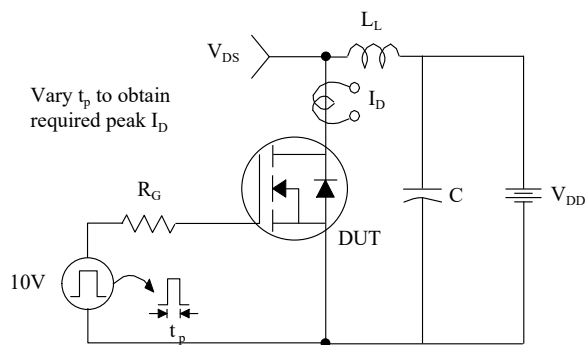 L_L
V_DS
I_D
Vary t_p to obtain
required peak I_D
R_G
C
V_DD
DUT
10V
t_p